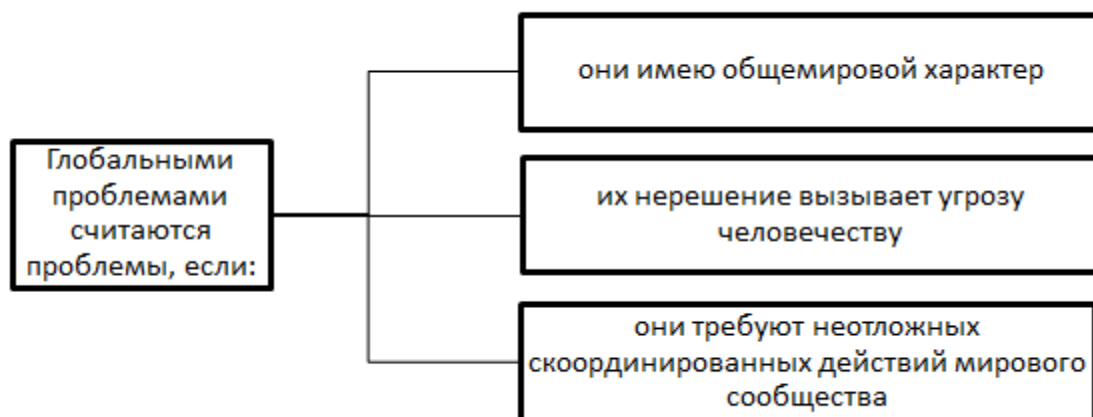 Глобальными
проблемами
считаются
проблемы, если:
они имею общемировой характер
их нерешение вызывает угрозу
человечеству
они требуют неотложных
скоординированных действий мирового
сообщества